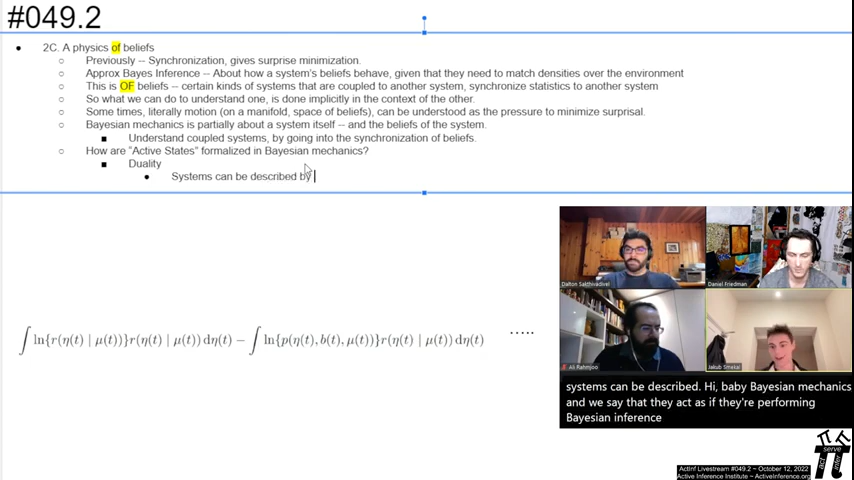 #049.2
● 2C. A physics of beliefs
○ Previously -- Synchronization, gives surprise minimization.
○ Approx Bayes Inference -- About how a system's beliefs behave, given that they need to match densities over the environment
○ This is OF beliefs -- certain kinds of systems that are coupled to another system, synchronize statistics to another system
○ So what we can do to understand one, is done implicitly in the context of the other.
○ Some times, literally motion (on a manifold, space of beliefs), can be understood as the pressure to minimize surprisal.
○ Bayesian mechanics is partially about a system itself -- and the beliefs of the system.
■ Understand coupled systems, by going into the synchronization of beliefs.
○ How are "Active States" formalized in Bayesian mechanics?
■ Duality
● Systems can be described by
∫ ln{r(η(t) | μ(t))}r(η(t) | μ(t)) dη(t) − ∫ ln{p(η(t), b(t), μ(t))}r(η(t) | μ(t)) dη(t) .....
Dalton Sakthivadivel
Daniel Friedman
Ali Rahmjoo
Jakub Smékal
systems can be described. Hi, baby Bayesian mechanics
and we say that they act as if they're performing
Bayesian inference
act
serve
infer
ActInf Livestream #049.2 ~ October 12, 2022
Active Inference Institute ~ ActiveInference.org